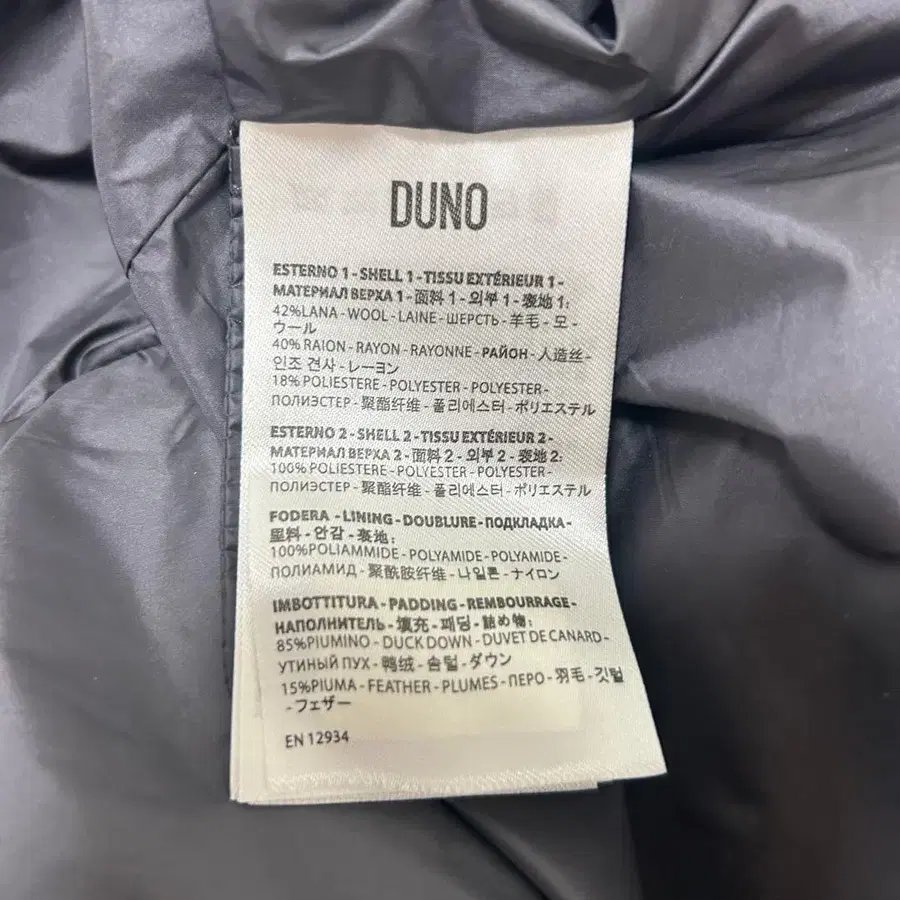 DUNO
ESTERNO 1 - SHELL 1 - TISSU EXTÉRIEUR 1 -
МАТЕРИАЛ ВЕРХА 1 - 面料 1 - 외부 1 - 表地 1:
42%LANA - WOOL - LAINE - ШЕРСТЬ - 羊毛 - 모 -
ウール
40% RAION - RAYON - RAYONNE - РАЙОН - 人造丝 -
인조 견사 - レーヨン
18% POLIESTERE - POLYESTER - POLYESTER -
ПОЛИЭСТЕР - 聚酯纤维 - 폴리에스터 - ポリエステル
ESTERNO 2 - SHELL 2 - TISSU EXTÉRIEUR 2 -
МАТЕРИАЛ ВЕРХА 2 - 面料 2 - 외부 2 - 表地 2:
100% POLIESTERE - POLYESTER - POLYESTER -
ПОЛИЭСТЕР - 聚酯纤维 - 폴리에스터 - ポリエステル
FODERA - LINING - DOUBLURE - ПОДКЛАДКА -
里料 - 안감 - 裏地:
100%POLIAMMIDE - POLYAMIDE - POLYAMIDE -
ПОЛИАМИД - 聚酰胺纤维 - 나일론 - ナイロン
IMBOTTITURA - PADDING - REMBOURRAGE -
НАПОЛНИТЕЛЬ - 填充 - 패딩 - 詰め物:
85%PIUMINO - DUCK DOWN - DUVET DE CANARD -
УТИНЫЙ ПУХ - 鸭绒 - 솜털 - ダウン
15%PIUMA - FEATHER - PLUMES - ПЕРО - 羽毛 - 깃털
- フェザー
EN 12934